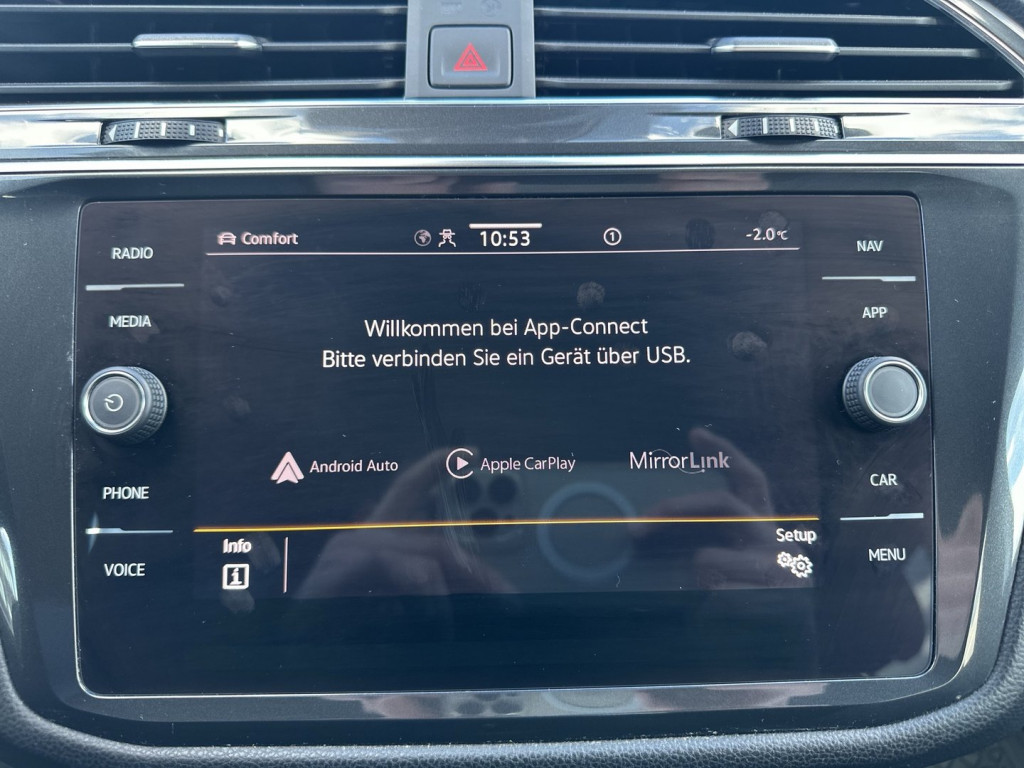 RADIO
MEDIA
PHONE
VOICE
Comfort
10:53
1
-2.0°C
Willkommen bei App-Connect
Bitte verbinden Sie ein Gerät über USB.
Android Auto
Apple CarPlay
MirrorLink
Info
i
Setup
NAV
APP
CAR
MENU